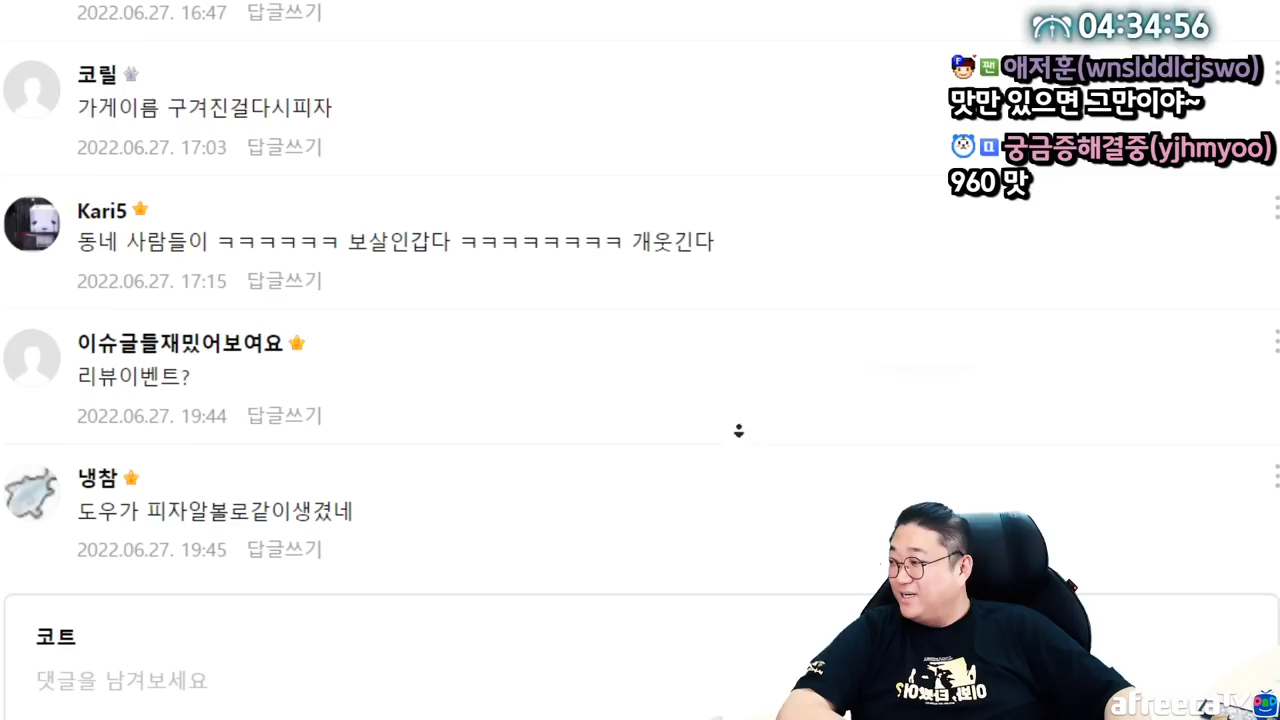 2022.06.27. 16:47 답글쓰기
04:34:56
코릴
가게이름 구겨진걸다시피자
2022.06.27. 17:03 답글쓰기
F 팬 애저훈(wnslddlcjswo)
맛만 있으면 그만이야~
궁금증해결중(yjhmyoo)
960 맛
Kari5
동네 사람들이 ㅋㅋㅋㅋㅋㅋ 보살인갑다 ㅋㅋㅋㅋㅋㅋㅋㅋ 개웃긴다
2022.06.27. 17:15 답글쓰기
이슈글들재밌어보여요
리뷰이벤트?
2022.06.27. 19:44 답글쓰기
냉참
도우가 피자알볼로같이생겼네
2022.06.27. 19:45 답글쓰기
코트
댓글을 남겨보세요
afreecaTV